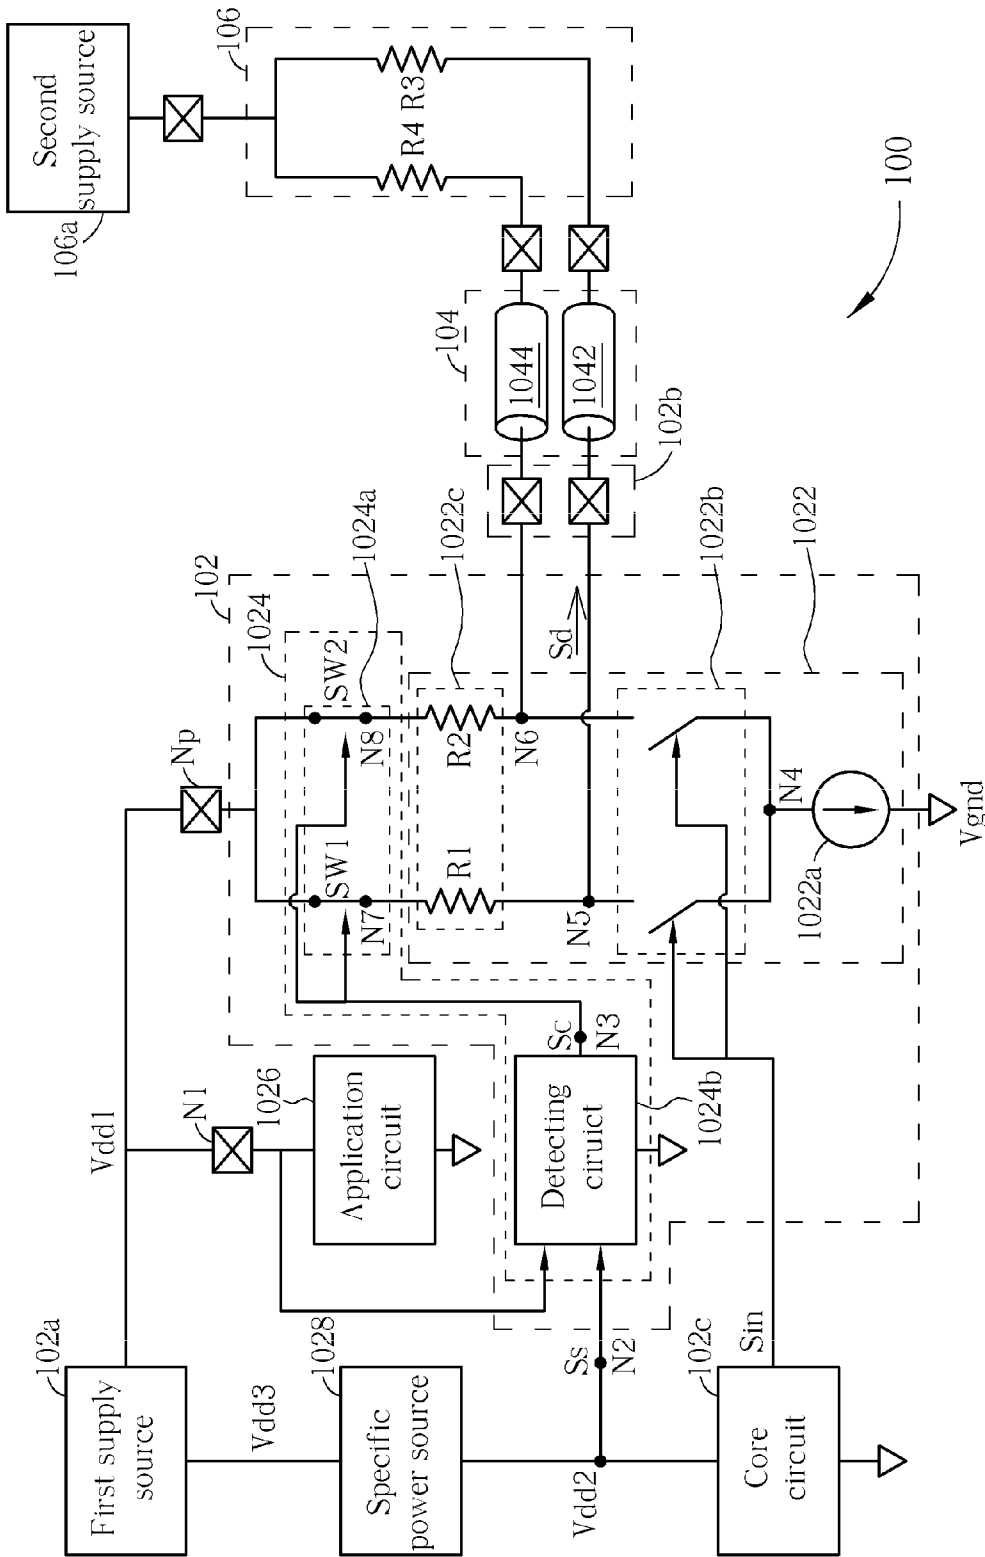 First supply
source
102a
Vdd3
Specific
power source
1028
Vdd2
Ss
N2
Core
circuit
102c
Sin
Vdd1
N1
Application
circuit
1026
Detecting
ciruict
1024b
Sc
N3
Np
102
1024
SW1
SW2
1024a
N7
N8
R1
R2
1022c
N5
N6
Sd
1022b
1022
N4
1022a
Vgnd
102b
104
1044
1042
106
R4
R3
Second
supply source
106a
100